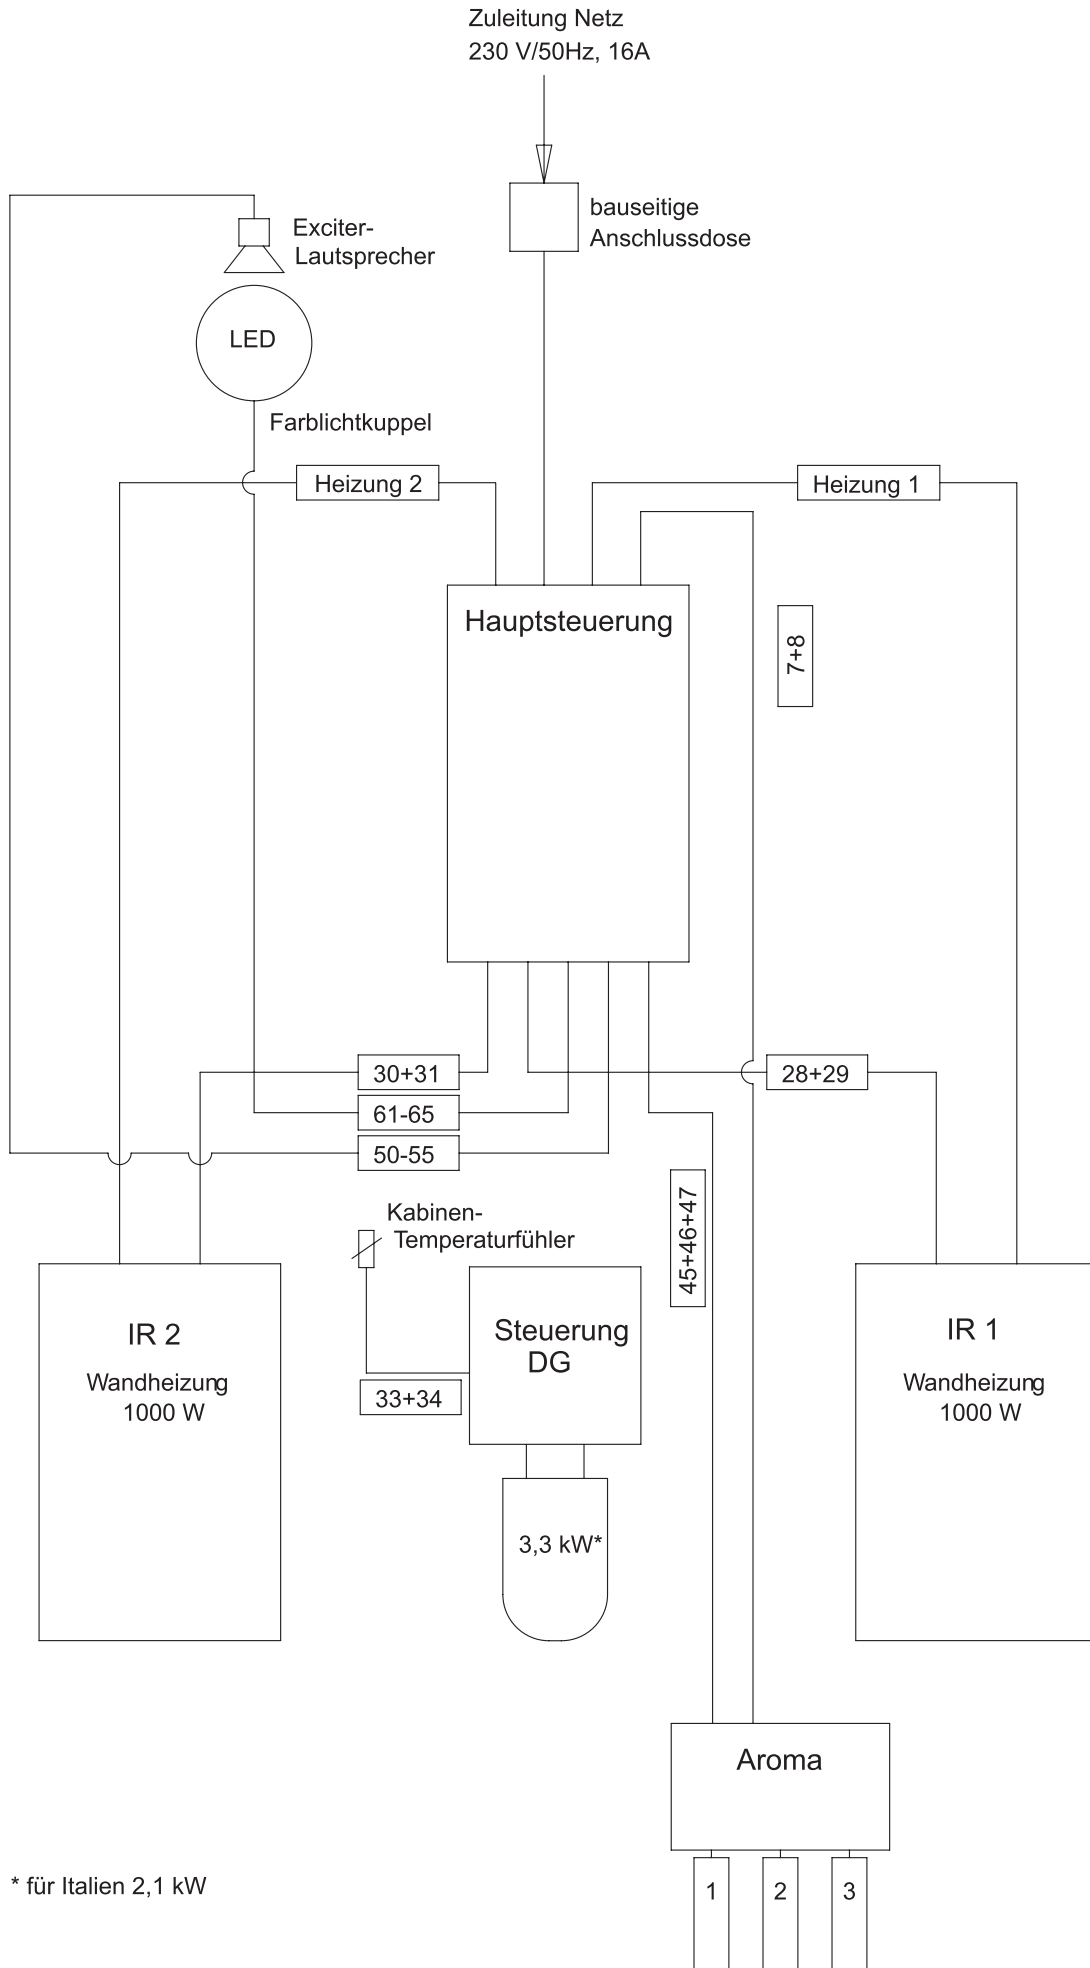 Zuleitung Netz
230 V/50Hz, 16A
bauseitige
Anschlussdose
Exciter-
Lautsprecher
LED
Farblichtkuppel
Heizung 2
Heizung 1
Hauptsteuerung
7+8
30+31
28+29
61-65
50-55
45+46+47
Kabinen-
Temperaturfühler
Steuerung
DG
33+34
3,3 kW*
IR 2
Wandheizung
1000 W
IR 1
Wandheizung
1000 W
Aroma
1
2
3
* für Italien 2,1 kW